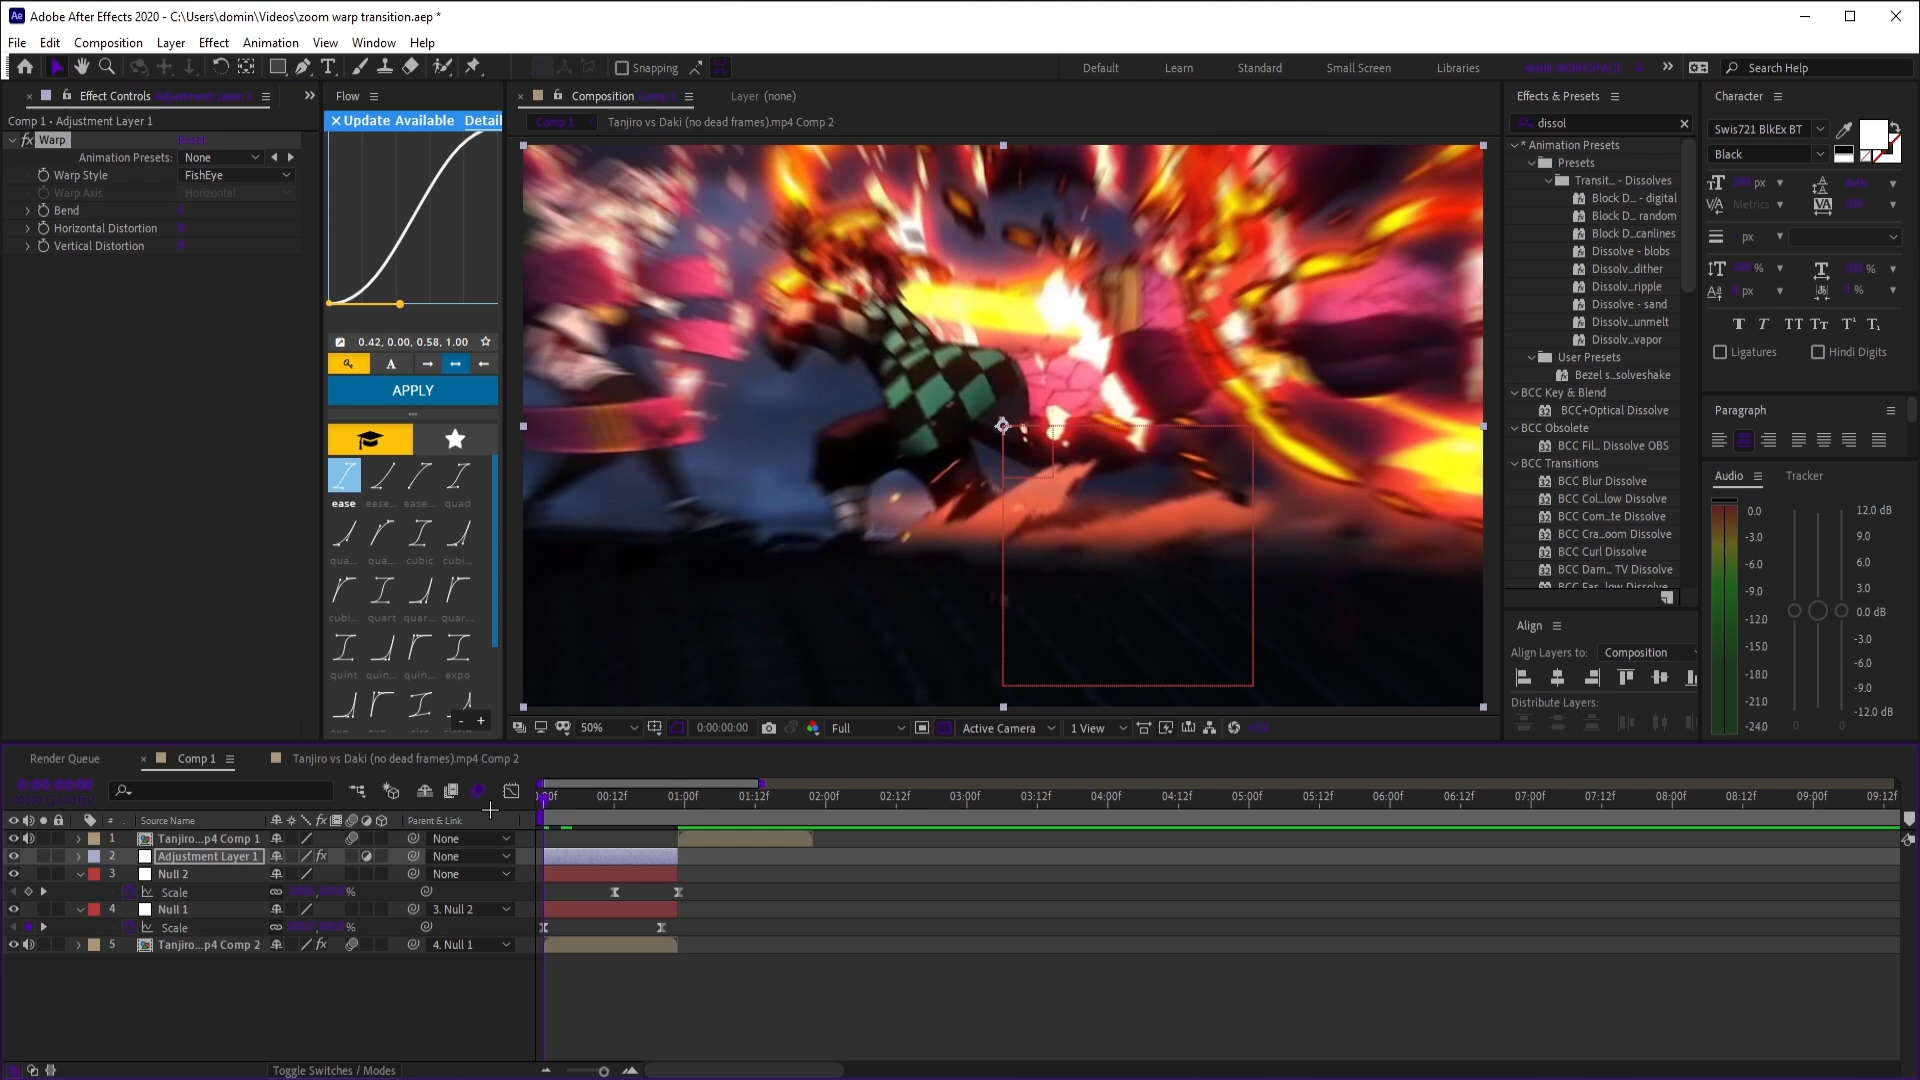 Adobe After Effects 2020 - C:\Users\domin\Videos\zoom warp transition.aep *
File Edit Composition Layer Effect Animation View Window Help
Snapping Default Learn Standard Small Screen Libraries Search Help
Effect Controls Adjustment Layer 1
Comp 1 • Adjustment Layer 1
fx Warp Reset
Animation Presets: None
Warp Style FishEye
Warp Axis Horizontal
Bend
Horizontal Distortion
Vertical Distortion
Flow
Update Available Detail
0.42, 0.00, 0.58, 1.00
A
APPLY
ease ease... ease... quad
qua... qua... cubic cubi...
cubi... quart quar... quar...
quint quin... quin... expo
- +
Composition Comp 1 Layer (none)
Comp 1 Tanjiro vs Daki (no dead frames).mp4 Comp 2
50% 0:00:00:00 Full Active Camera 1 View +0.0
Effects & Presets
dissol
* Animation Presets
Presets
Transit... - Dissolves
Block D... - digital
Block D... random
Block D...canlines
Dissolve - blobs
Dissolv...dither
Dissolv...ripple
Dissolve - sand
Dissolv...unmelt
Dissolv...vapor
User Presets
Bezel s...solveshake
BCC Key & Blend
BCC+Optical Dissolve
BCC Obsolete
BCC Fil... Dissolve OBS
BCC Transitions
BCC Blur Dissolve
BCC Col...low Dissolve
BCC Com...te Dissolve
BCC Cra...oom Dissolve
BCC Curl Dissolve
BCC Dam... TV Dissolve
BCC Fas...low Dissolve
Align
Align Layers to: Composition
Distribute Layers:
Character
Swis721 BlkEx BT
Black
px
Metrics
px
% %
px %
T T TT Tt T¹ T₁
Ligatures Hindi Digits
Paragraph
Audio Tracker
0.0 12.0 dB
-3.0 9.0
-6.0 6.0
-9.0 3.0
-12.0 0.0 dB
-15.0 -3.0
-18.0 -6.0
-21.0 -9.0
-24.0 -12.0 dB
0 0
Render Queue Comp 1 Tanjiro vs Daki (no dead frames).mp4 Comp 2
0:00:00:00
00f 00:12f 01:00f 01:12f 02:00f 02:12f 03:00f 03:12f 04:00f 04:12f 05:00f 05:12f 06:00f 06:12f 07:00f 07:12f 08:00f 08:12f 09:00f 09:12f
# Source Name fx Parent & Link
1 Tanjiro...p4 Comp 1 None
2 Adjustment Layer 1 fx None
3 Null 2 None
Scale %
4 Null 1 3. Null 2
Scale %
5 Tanjiro...p4 Comp 2 fx 4. Null 1
Toggle Switches / Modes